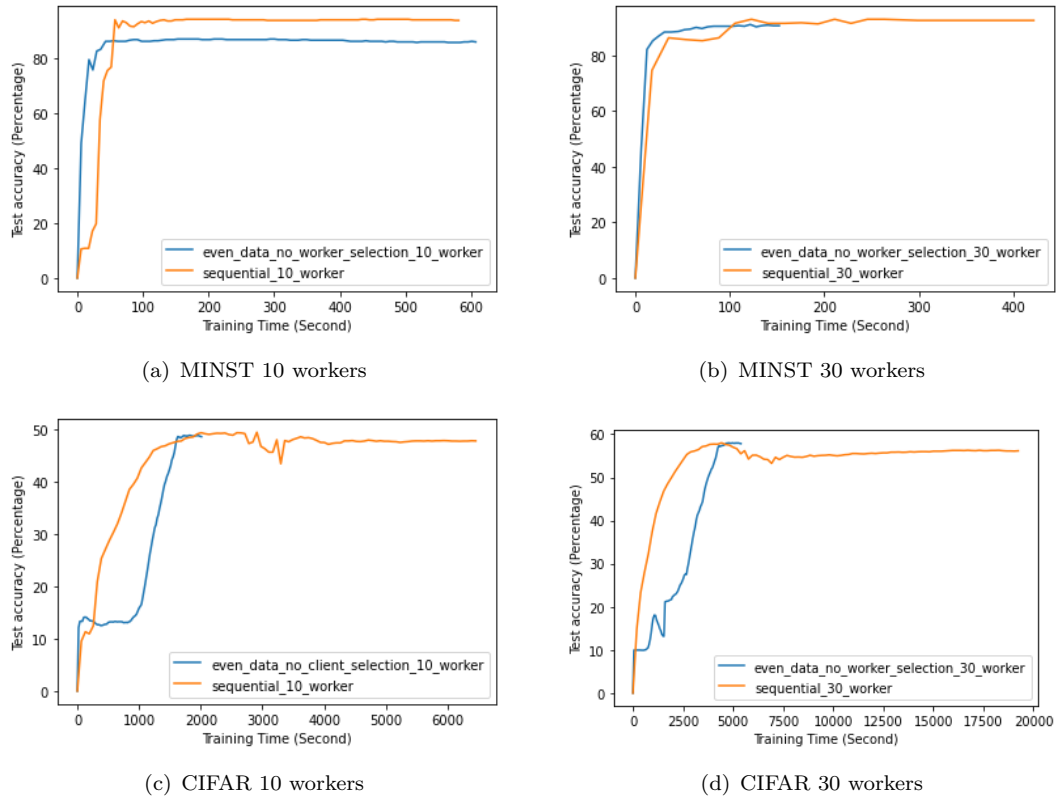 80
60
40
20
0
Test accuracy (Percentage)
even_data_no_worker_selection_10_worker
sequential_10_worker
0 100 200 300 400 500 600
Training Time (Second)
(a) MINST 10 workers
80
60
40
20
0
Test accuracy (Percentage)
even_data_no_worker_selection_30_worker
sequential_30_worker
0 100 200 300 400
Training Time (Second)
(b) MINST 30 workers
50
40
30
20
10
0
Test accuracy (Percentage)
even_data_no_client_selection_10_worker
sequential_10_worker
0 1000 2000 3000 4000 5000 6000
Training Time (Second)
(c) CIFAR 10 workers
60
50
40
30
20
10
0
Test accuracy (Percentage)
even_data_no_worker_selection_30_worker
sequential_30_worker
0 2500 5000 7500 10000 12500 15000 17500 20000
Training Time (Second)
(d) CIFAR 30 workers